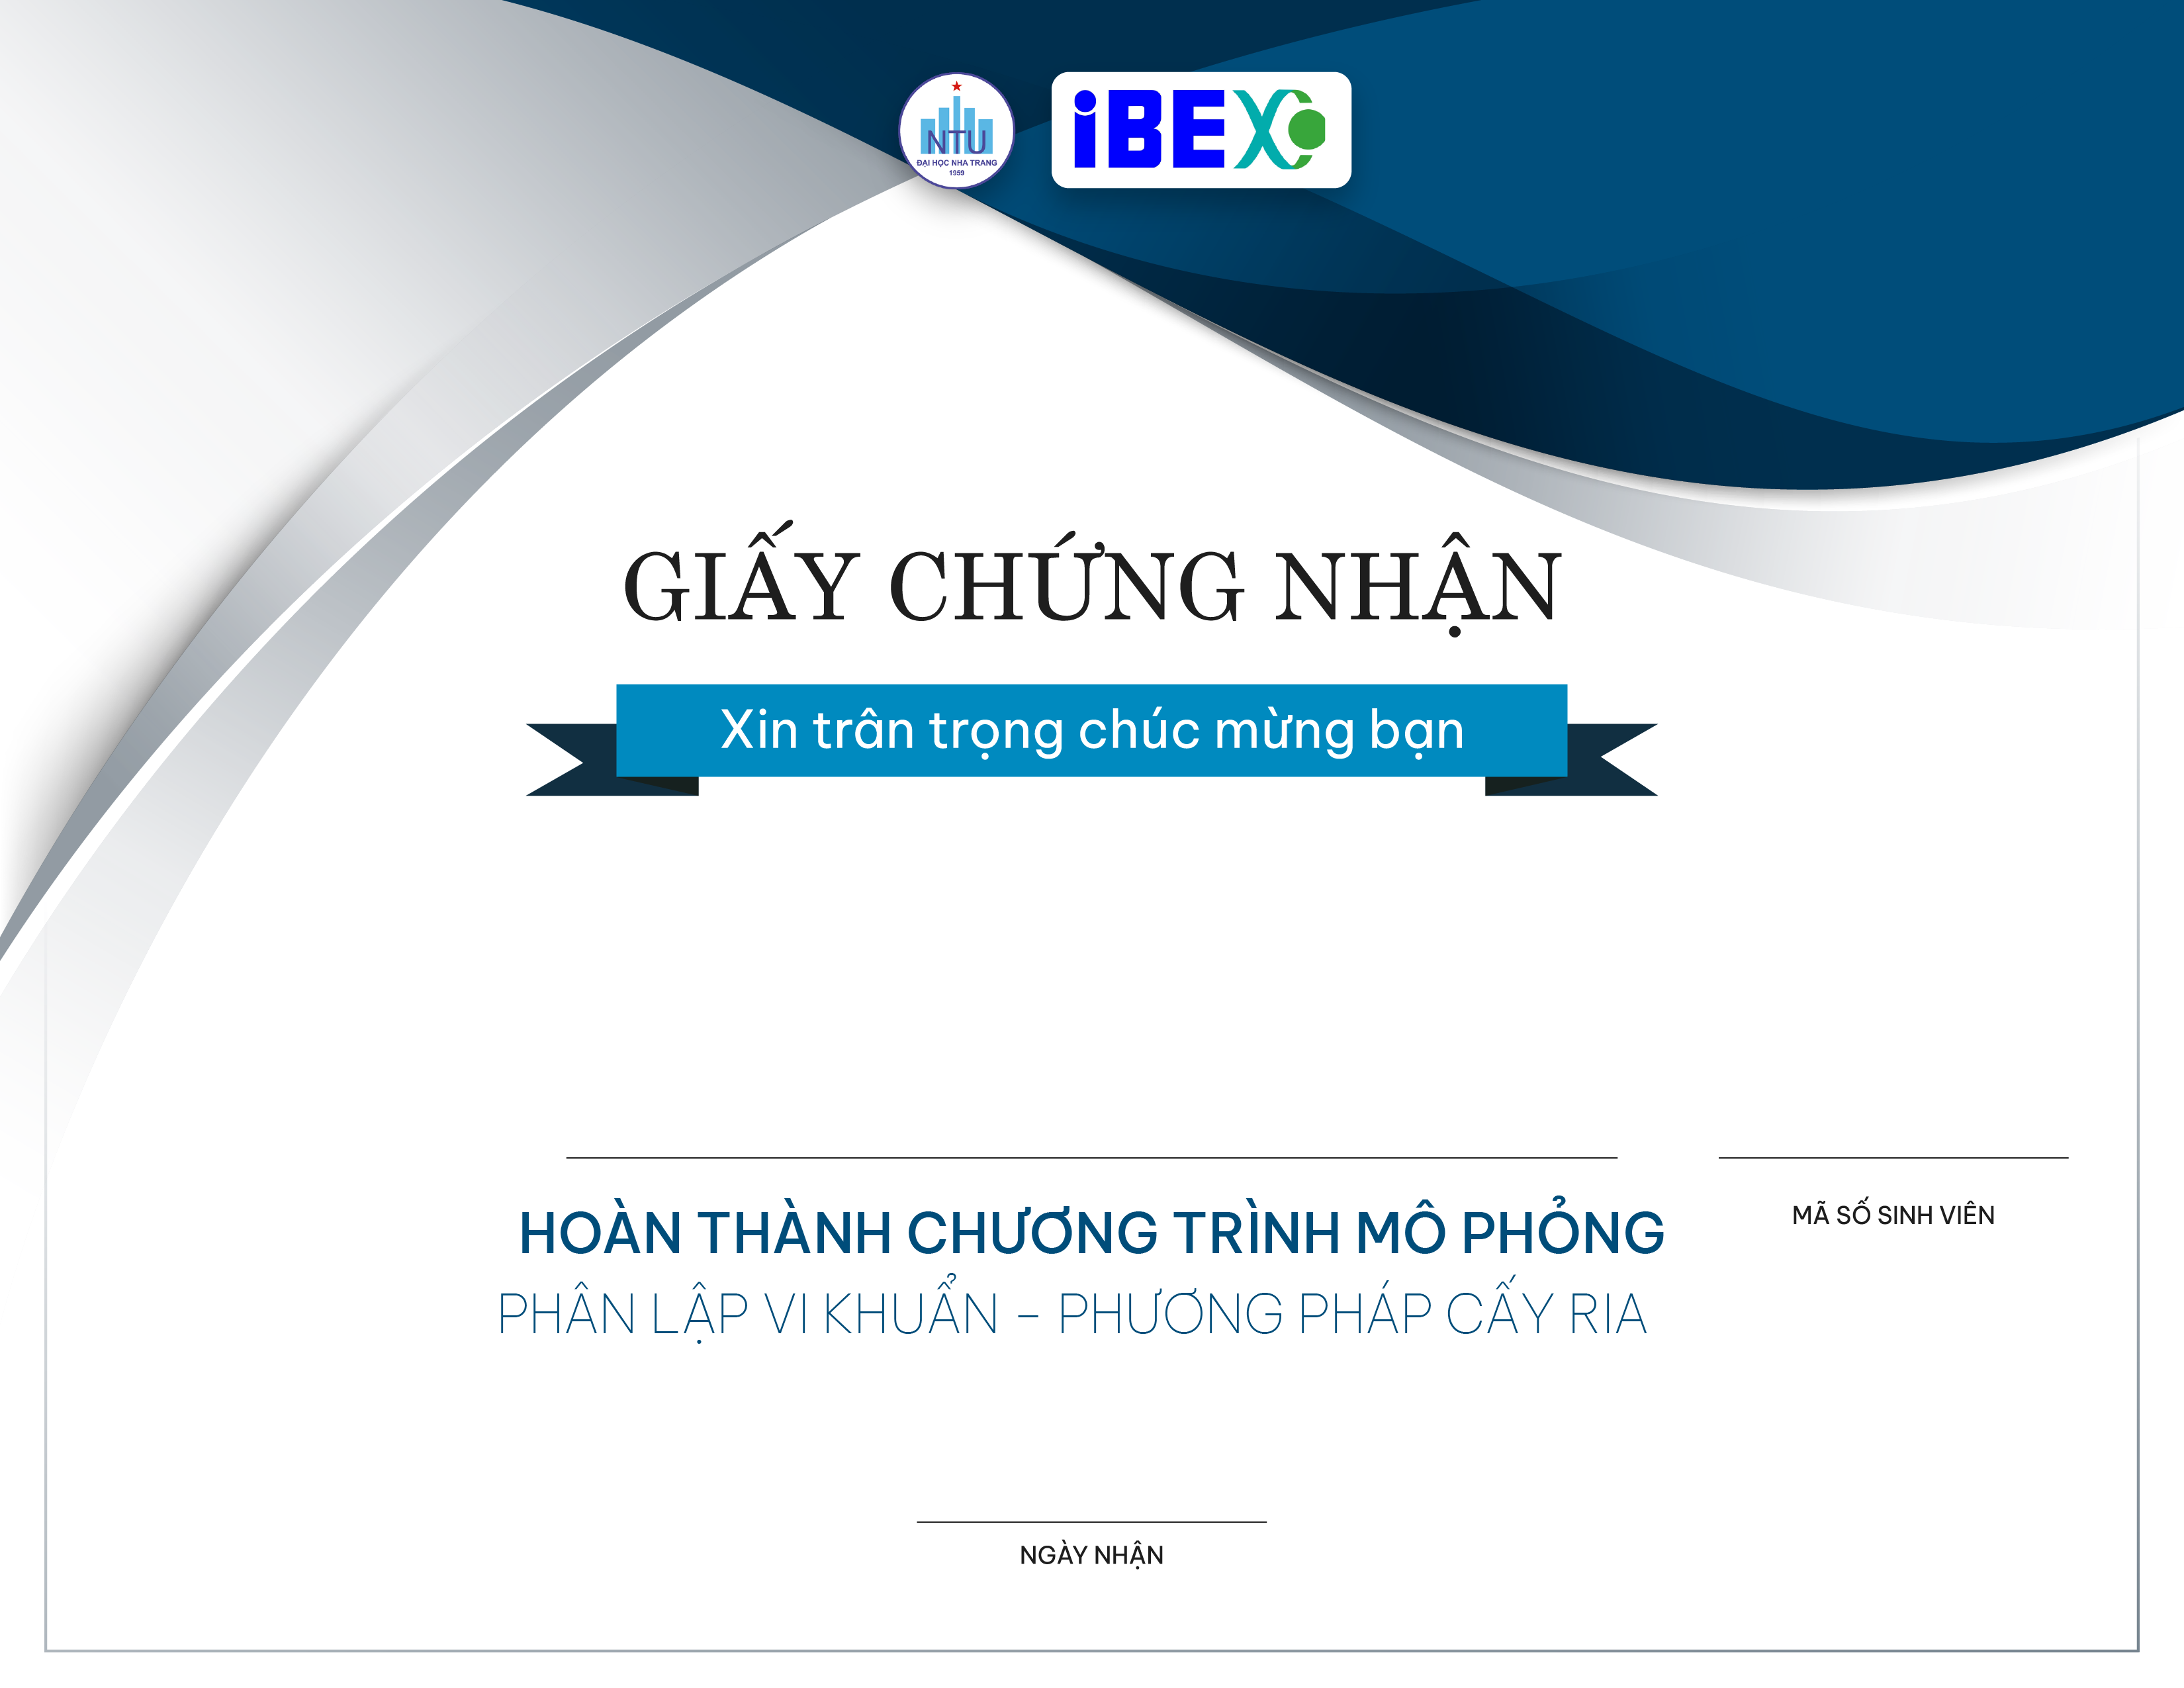 NTU
ĐẠI HỌC NHA TRANG
1959
iBEX
GIẤY CHỨNG NHẬN
Xin trân trọng chúc mừng bạn
HOÀN THÀNH CHƯƠNG TRÌNH MÔ PHỎNG
MÃ SỐ SINH VIÊN
PHÂN LẬP VI KHUẨN – PHƯƠNG PHÁP CẤY RIA
NGÀY NHẬN